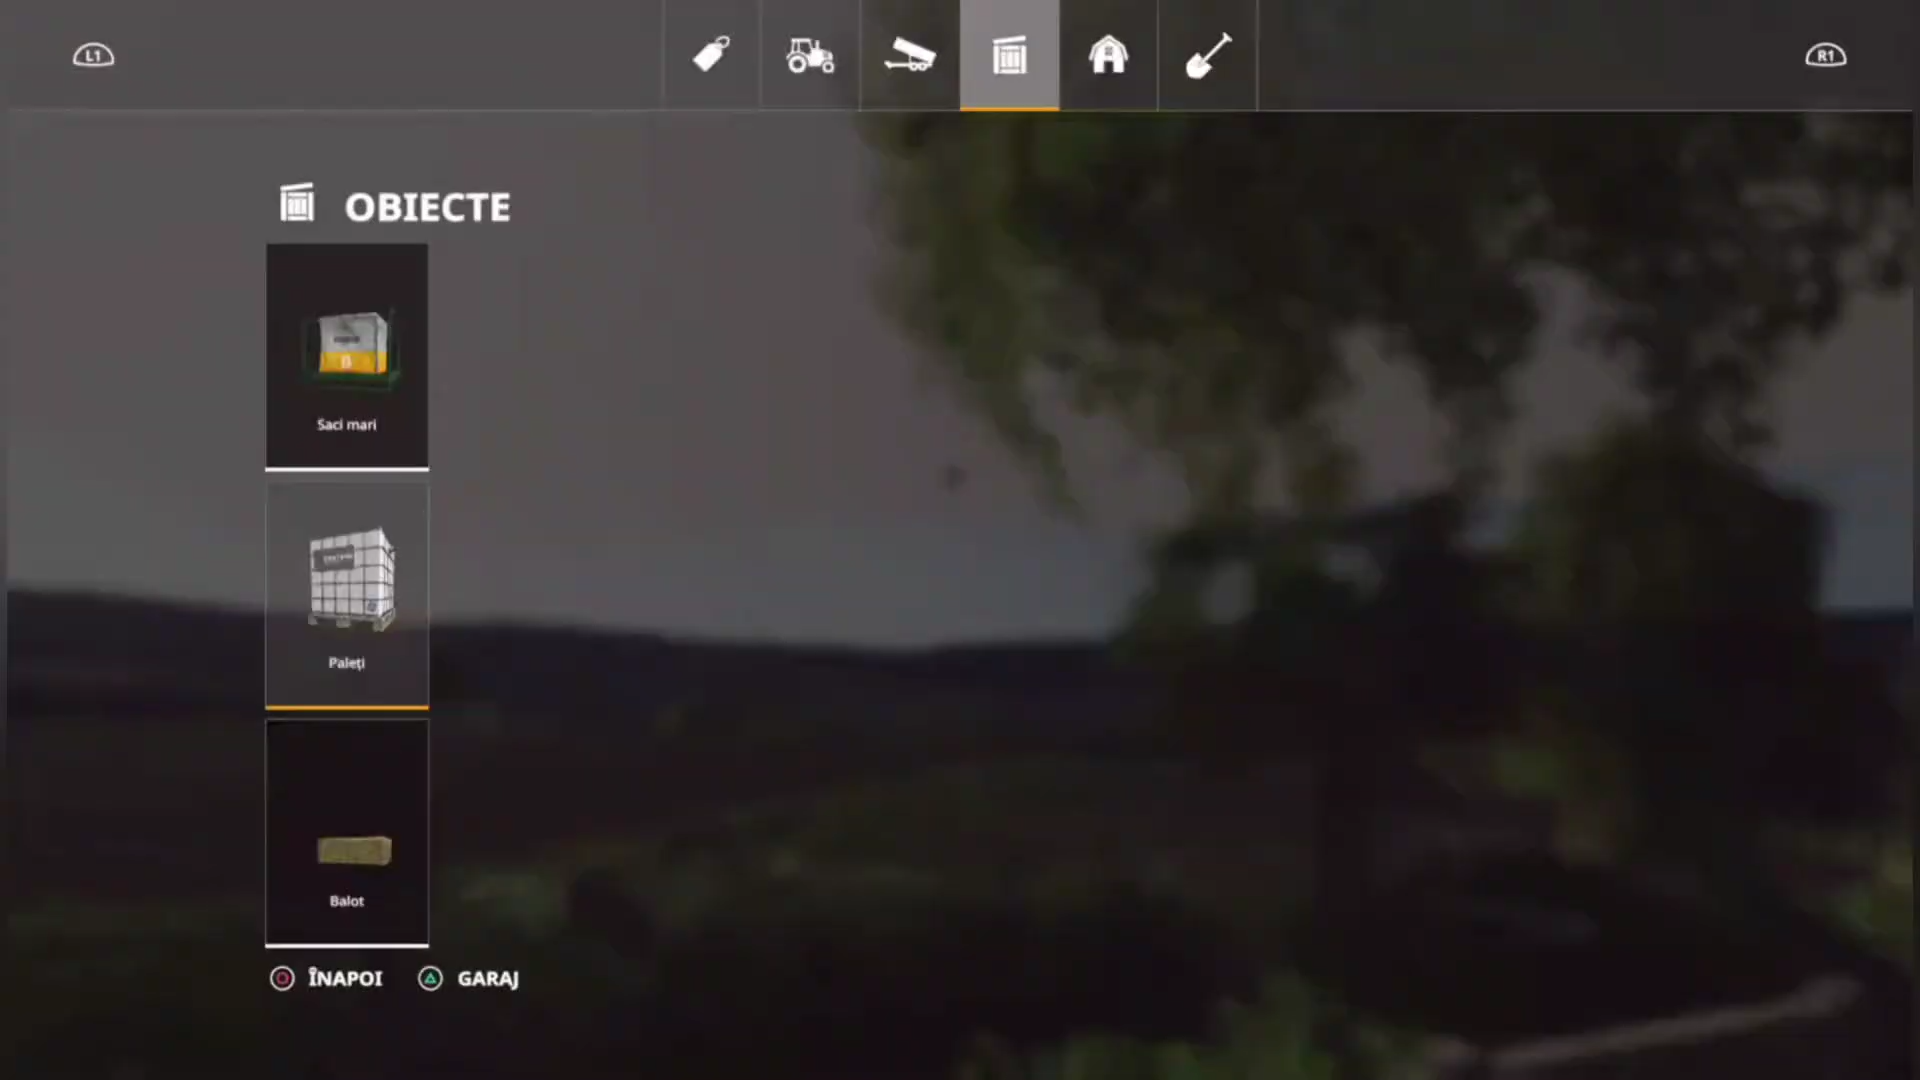 L1
R1
OBIECTE
Saci mari
Paleți
Balot
ÎNAPOI
GARAJ